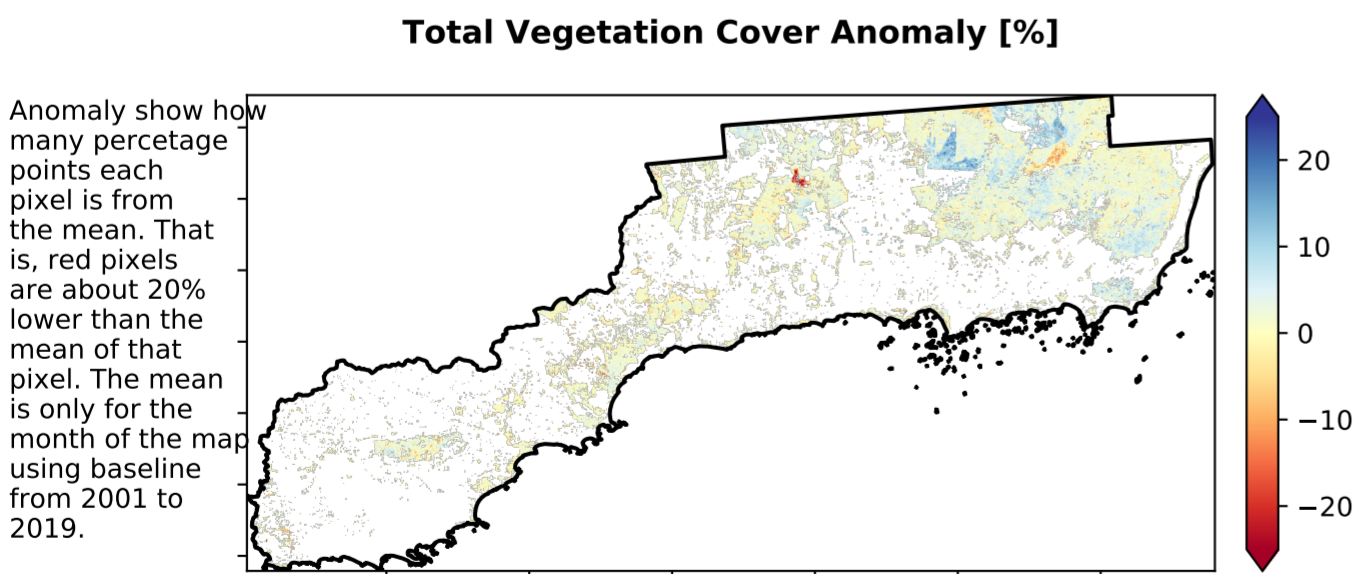 Total Vegetation Cover Anomaly [%]
Anomaly show how
many percetage
points each
pixel is from
the mean. That
is, red pixels
are about 20%
lower than the
mean of that
pixel. The mean
is only for the
month of the map
using baseline
from 2001 to
2019.
20
10
0
−10
−20